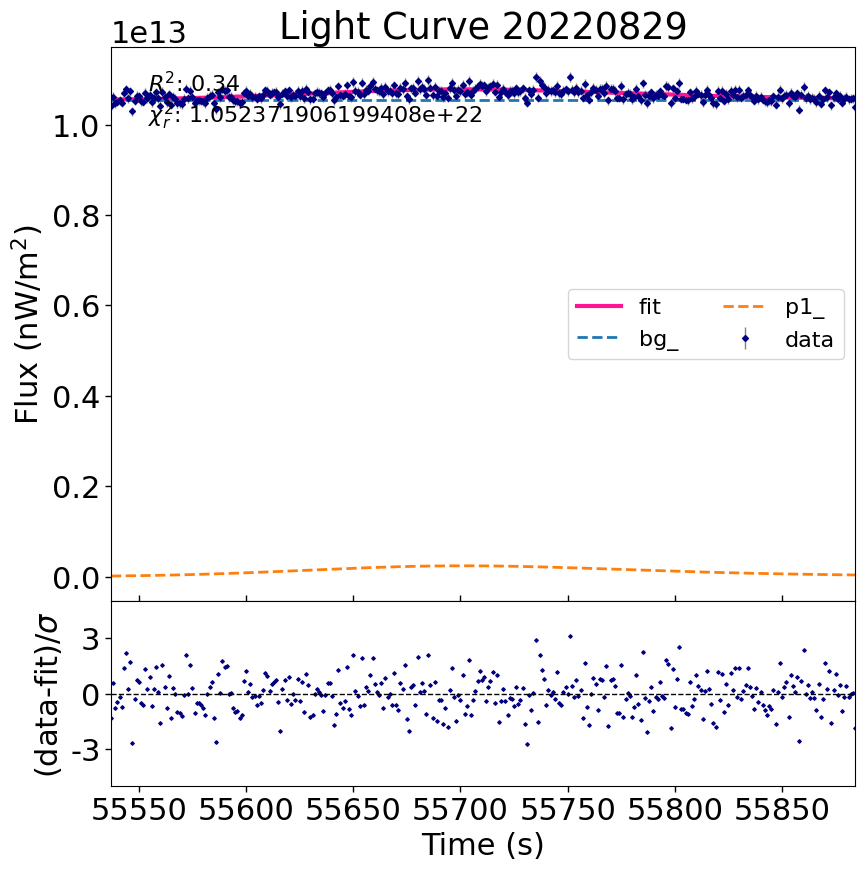 Light Curve 20220829
1e13
R²: 0.34
χᵣ²: 1.052371906199408e+22
1.0
0.8
0.6
0.4
0.2
0.0
Flux (nW/m²)
fit
bg_
p1_
data
3
0
-3
(data-fit)/σ
55550 55600 55650 55700 55750 55800 55850
Time (s)